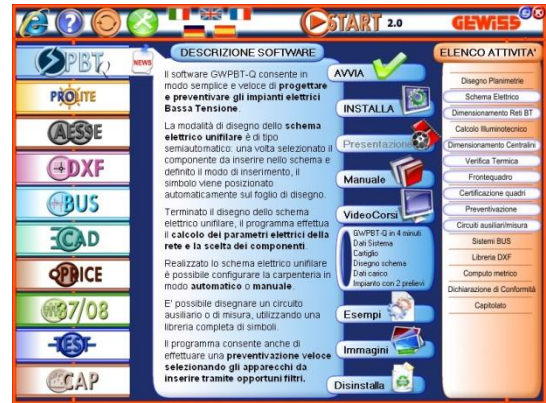 START 2.0
GEWISS
PBT
NEWS
PROLITE
AESSE
DXF
BUS
CAD
PRICE
37/08
TEST
CAP
DESCRIZIONE SOFTWARE
Il software GWPBT-Q consente in
modo semplice e veloce di progettare
e preventivare gli impianti elettrici
Bassa Tensione.
La modalità di disegno dello schema
elettrico unifilare è di tipo
semiautomatico: una volta selezionato il
componente da inserire nello schema e
definito il modo di inserimento, il
simbolo viene posizionato
automaticamente sul foglio di disegno.
Terminato il disegno dello schema
elettrico unifilare, il programma effettua
il calcolo dei parametri elettrici della
rete e la scelta dei componenti.
Realizzato lo schema elettrico unifilare
è possibile configurare la carpenteria in
modo automatico o manuale.
E' possibile disegnare un circuito
ausiliario o di misura, utilizzando una
libreria completa di simboli.
Il programma consente anche di
effettuare una preventivazione veloce
selezionando gli apparecchi da
inserire tramite opportuni filtri.
AVVIA
INSTALLA
Presentazione
Manuale
VideoCorsi
GWPBT-Q in 4 minuti
Dati Sistema
Cartiglio
Disegno schema
Dati carico
Impianto con 2 prelievi
Esempi
Immagini
Disinstalla
ELENCO ATTIVITA'
Disegno Planimetrie
Schema Elettrico
Dimensionamento Reti BT
Calcolo Illuminotecnico
Dimensionamento Centralini
Verifica Termica
Frontequadro
Certificazione quadri
Preventivazione
Circuiti ausiliari/misura
Sistemi BUS
Libreria DXF
Computo metrico
Dichiarazione di Conformità
Capitolato